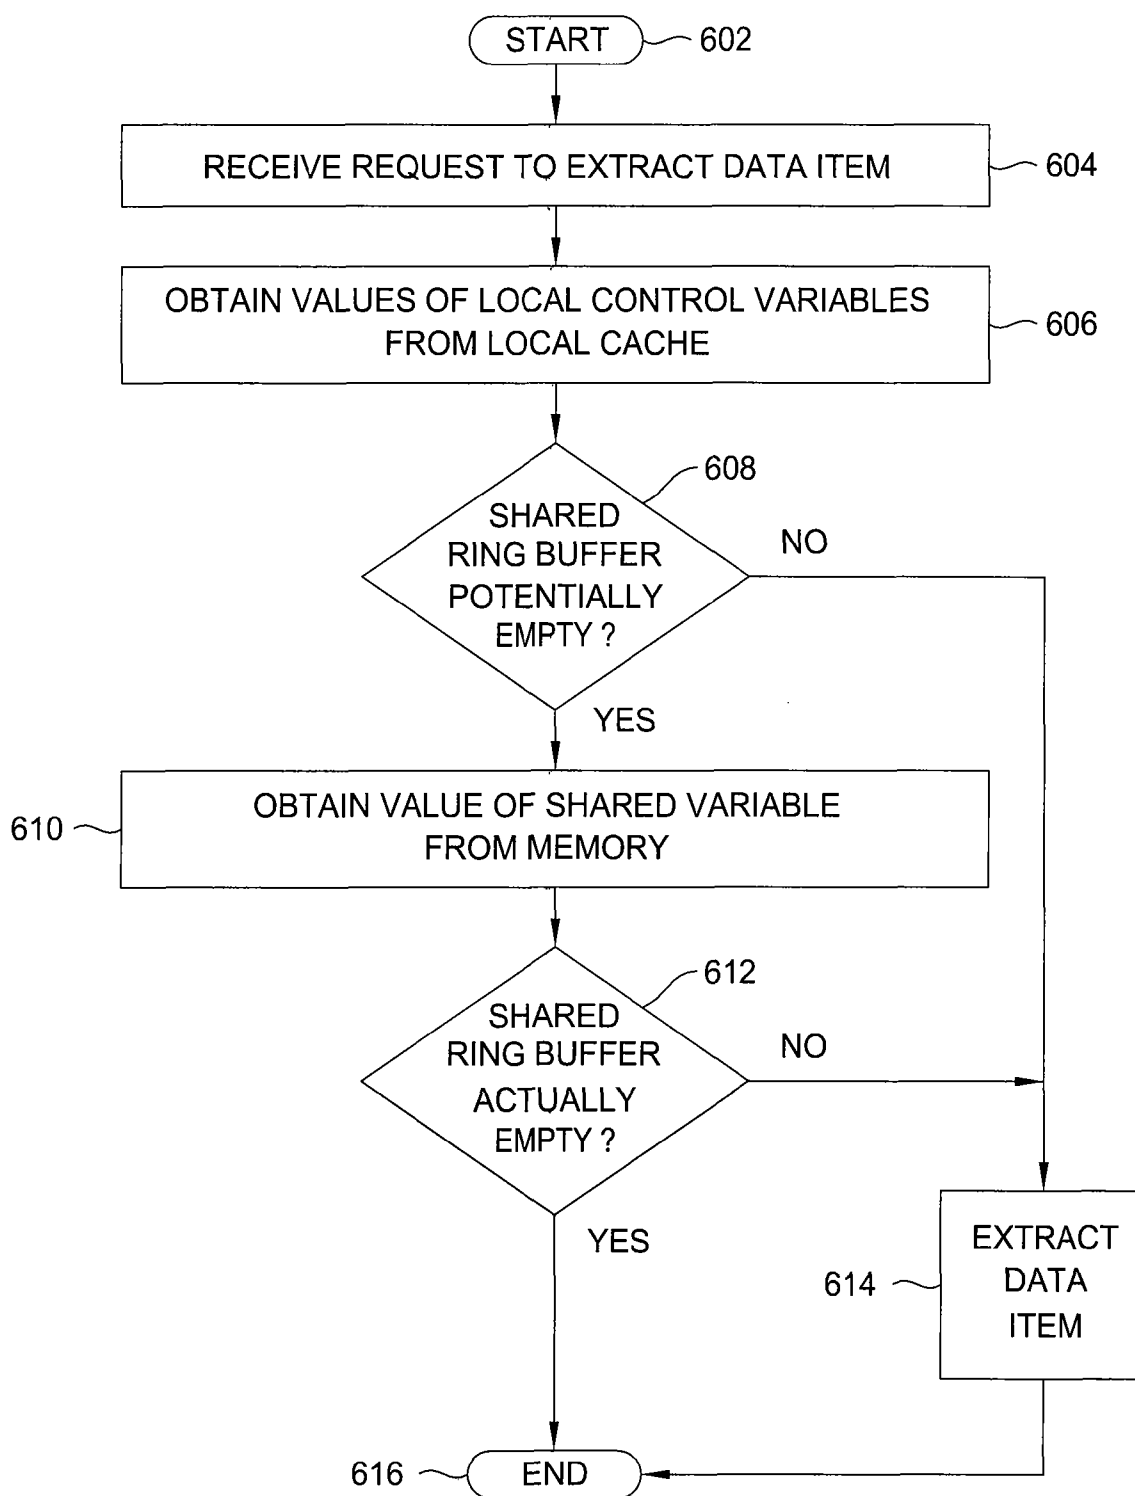 START
602
RECEIVE REQUEST TO EXTRACT DATA ITEM
604
OBTAIN VALUES OF LOCAL CONTROL VARIABLES
FROM LOCAL CACHE
606
608
SHARED
RING BUFFER
POTENTIALLY
EMPTY ?
NO
YES
OBTAIN VALUE OF SHARED VARIABLE
FROM MEMORY
610
612
SHARED
RING BUFFER
ACTUALLY
EMPTY ?
NO
YES
EXTRACT
DATA
ITEM
614
616
END